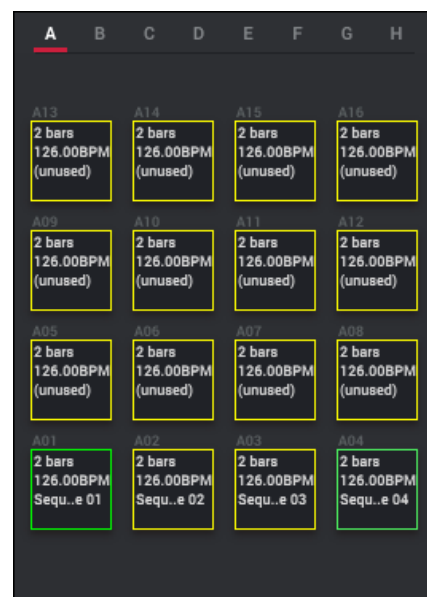 A B C D E F G H
A13 A14 A15 A16
2 bars 2 bars 2 bars 2 bars
126.00BPM 126.00BPM 126.00BPM 126.00BPM
(unused) (unused) (unused) (unused)
A09 A10 A11 A12
2 bars 2 bars 2 bars 2 bars
126.00BPM 126.00BPM 126.00BPM 126.00BPM
(unused) (unused) (unused) (unused)
A05 A06 A07 A08
2 bars 2 bars 2 bars 2 bars
126.00BPM 126.00BPM 126.00BPM 126.00BPM
(unused) (unused) (unused) (unused)
A01 A02 A03 A04
2 bars 2 bars 2 bars 2 bars
126.00BPM 126.00BPM 126.00BPM 126.00BPM
Sequ..e 01 Sequ..e 02 Sequ..e 03 Sequ..e 04